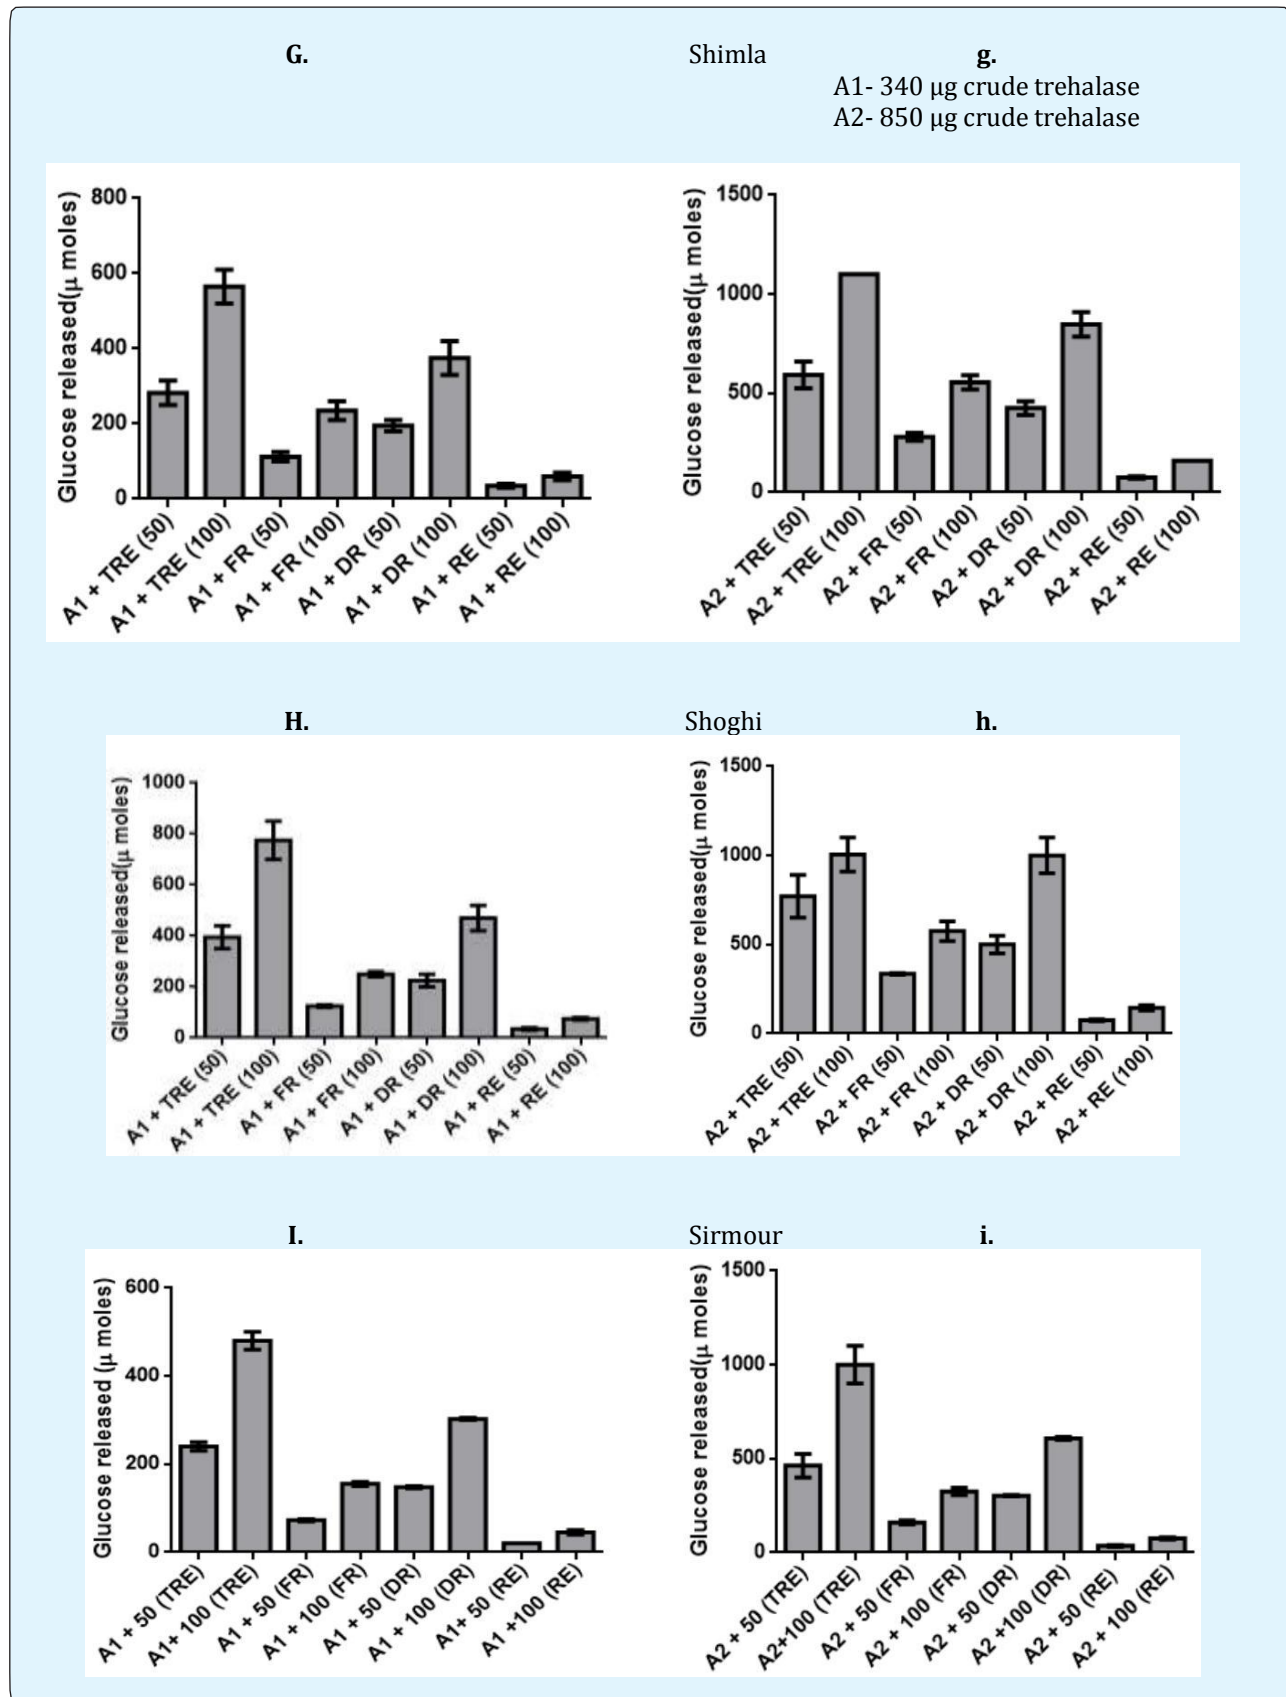 G. Shimla g.
A1- 340 µg crude trehalase
A2- 850 µg crude trehalase
Glucose released(µ moles)
800
600
400
200
0
A1 + TRE (50)
A1 + TRE (100)
A1 + FR (50)
A1 + FR (100)
A1 + DR (50)
A1 + DR (100)
A1 + RE (50)
A1 + RE (100)
Glucose released(µ moles)
1500
1000
500
0
A2 + TRE (50)
A2 + TRE (100)
A2 + FR (50)
A2 + FR (100)
A2 + DR (50)
A2 + DR (100)
A2 + RE (50)
A2 + RE (100)
H. Shoghi h.
Glucose released(µ moles)
1000
800
600
400
200
0
A1 + TRE (50)
A1 + TRE (100)
A1 + FR (50)
A1 + FR (100)
A1 + DR (50)
A1 + DR (100)
A1 + RE (50)
A1 + RE (100)
Glucose released(µ moles)
1500
1000
500
0
A2 + TRE (50)
A2 + TRE (100)
A2 + FR (50)
A2 + FR (100)
A2 + DR (50)
A2 + DR (100)
A2 + RE (50)
A2 + RE (100)
I. Sirmour i.
Glucose released (µ moles)
600
400
200
0
A1 + 50 (TRE)
A1+ 100 (TRE)
A1 + 50 (FR)
A1 + 100 (FR)
A1 + 50 (DR)
A1 + 100 (DR)
A1+ 50 (RE)
A1 +100 (RE)
Glucose released(µ moles)
1500
1000
500
0
A2 + 50 (TRE)
A2+100 (TRE)
A2 + 50 (FR)
A2 + 100 (FR)
A2 + 50 (DR)
A2 +100 (DR)
A2 + 50 (RE)
A2 + 100 (RE)